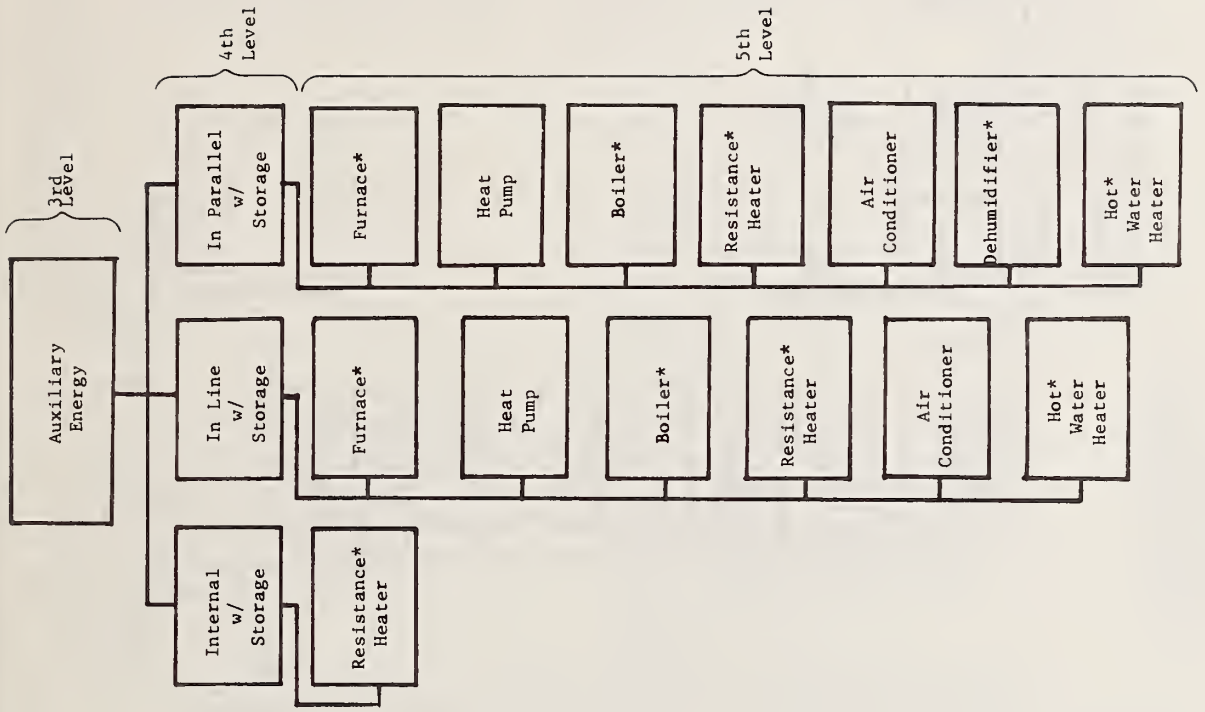 3rd
Level
4th
Level
5th
Level
Auxiliary
Energy
Internal
w/
Storage
Resistance*
Heater
In Line
w/
Storage
Furnace*
Heat
Pump
Boiler*
Resistance*
Heater
Air
Conditioner
Hot*
Water
Heater
In Parallel
w/
Storage
Furnace*
Heat
Pump
Boiler*
Resistance*
Heater
Air
Conditioner
Dehumidifier*
Hot*
Water
Heater